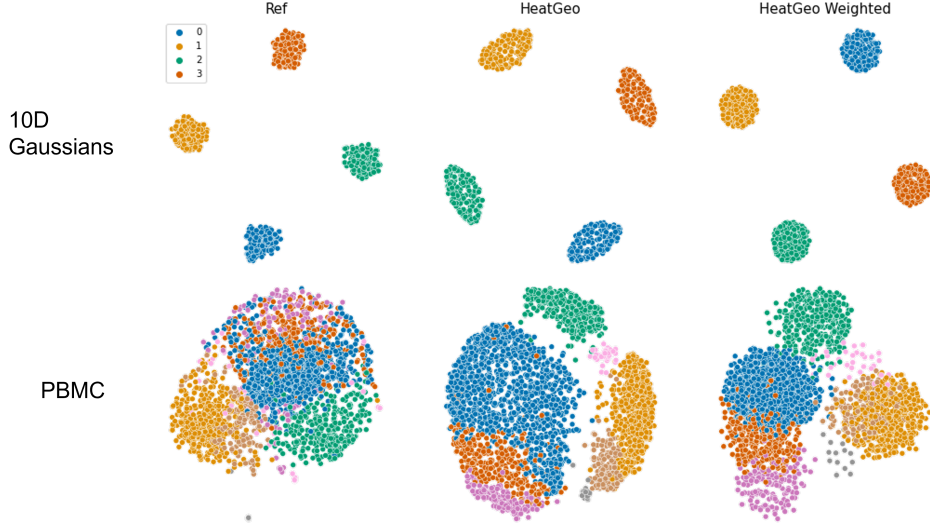 Ref
HeatGeo
HeatGeo Weighted
0
1
2
3
10D
Gaussians
PBMC